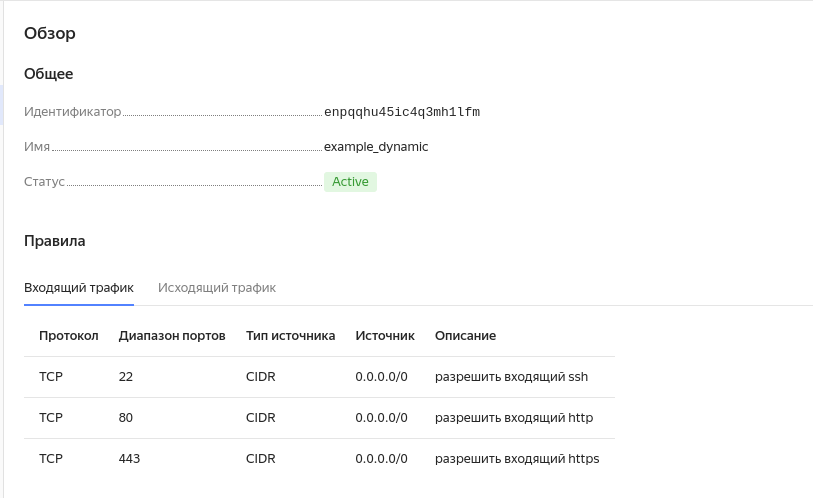 Обзор
Общее
Идентификатор enpqqhu45ic4q3mh1lfm
Имя example_dynamic
Статус Active
Правила
Входящий трафик Исходящий трафик
Протокол Диапазон портов Тип источника Источник Описание
TCP 22 CIDR 0.0.0.0/0 разрешить входящий ssh
TCP 80 CIDR 0.0.0.0/0 разрешить входящий http
TCP 443 CIDR 0.0.0.0/0 разрешить входящий https